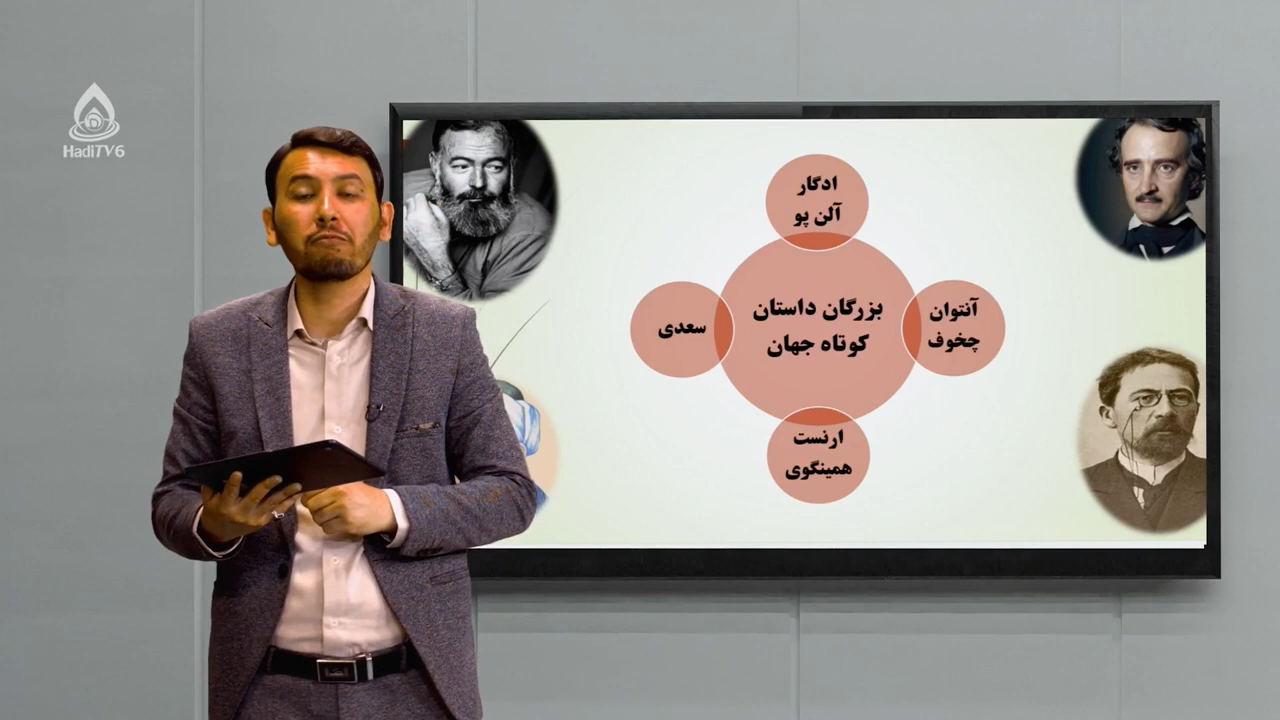 HadiTV6
ادگار
آلن پو
بزرگان داستان
کوتاه جهان
آنتوان
چخوف
سعدی
ارنست
همینگوی